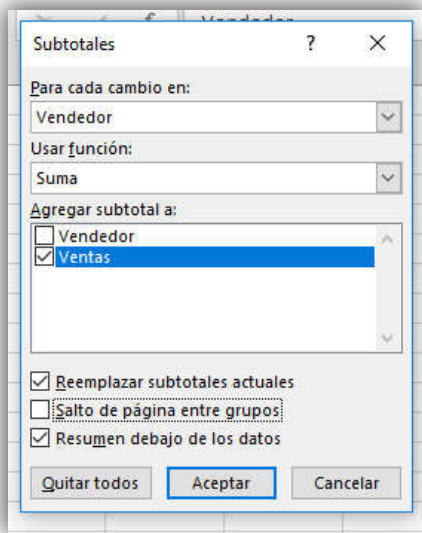 Vendedor
Subtotales ? X
Para cada cambio en:
Vendedor
Usar función:
Suma
Agregar subtotal a:
Vendedor
Ventas
Reemplazar subtotales actuales
Salto de página entre grupos
Resumen debajo de los datos
Quitar todos Aceptar Cancelar